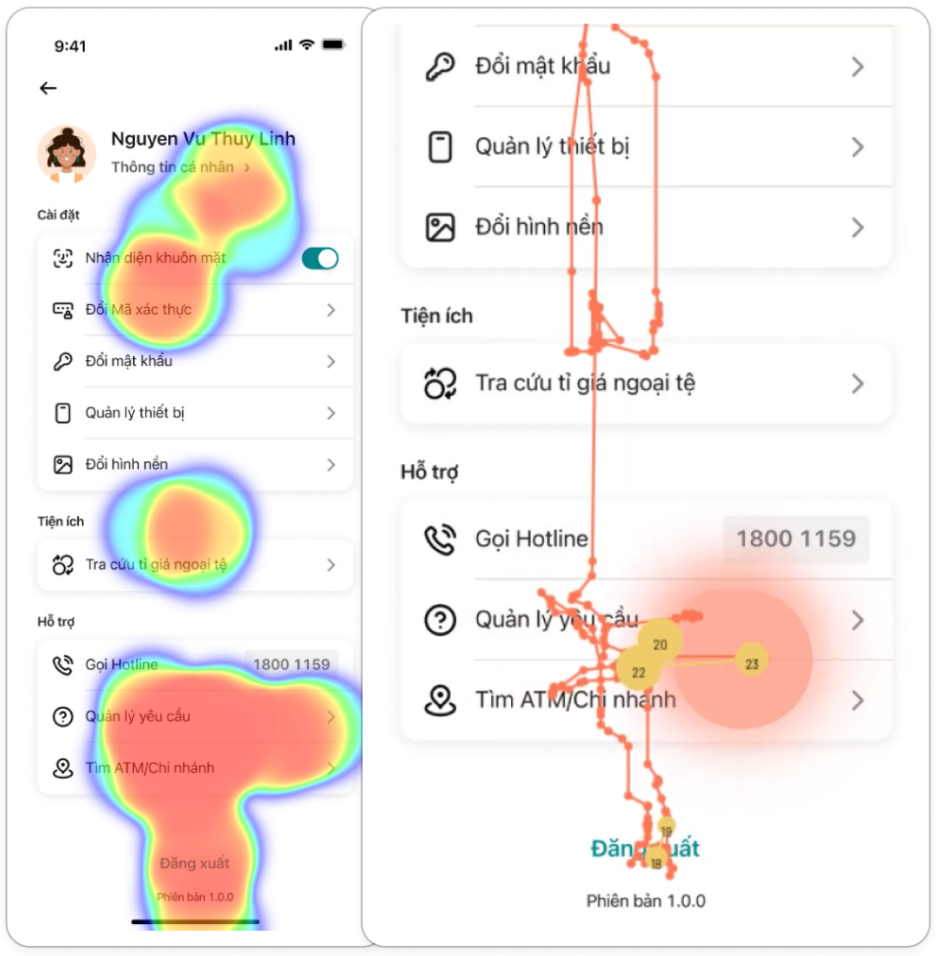 9:41
Nguyen Vu Thuy Linh
Thông tin cá nhân
Cài đặt
Nhận diện khuôn mặt
Đổi Mã xác thực
Đổi mật khẩu
Quản lý thiết bị
Đổi hình nền
Tiện ích
Tra cứu tỉ giá ngoại tệ
Hỗ trợ
Gọi Hotline 1800 1159
Quản lý yêu cầu
Tìm ATM/Chi nhánh
Đăng xuất
Phiên bản 1.0.0
Đổi mật khẩu
Quản lý thiết bị
Đổi hình nền
Tiện ích
Tra cứu tỉ giá ngoại tệ
Hỗ trợ
Gọi Hotline 1800 1159
Quản lý yêu cầu
20
22
23
Tìm ATM/Chi nhánh
19
Đăng xuất
18
Phiên bản 1.0.0